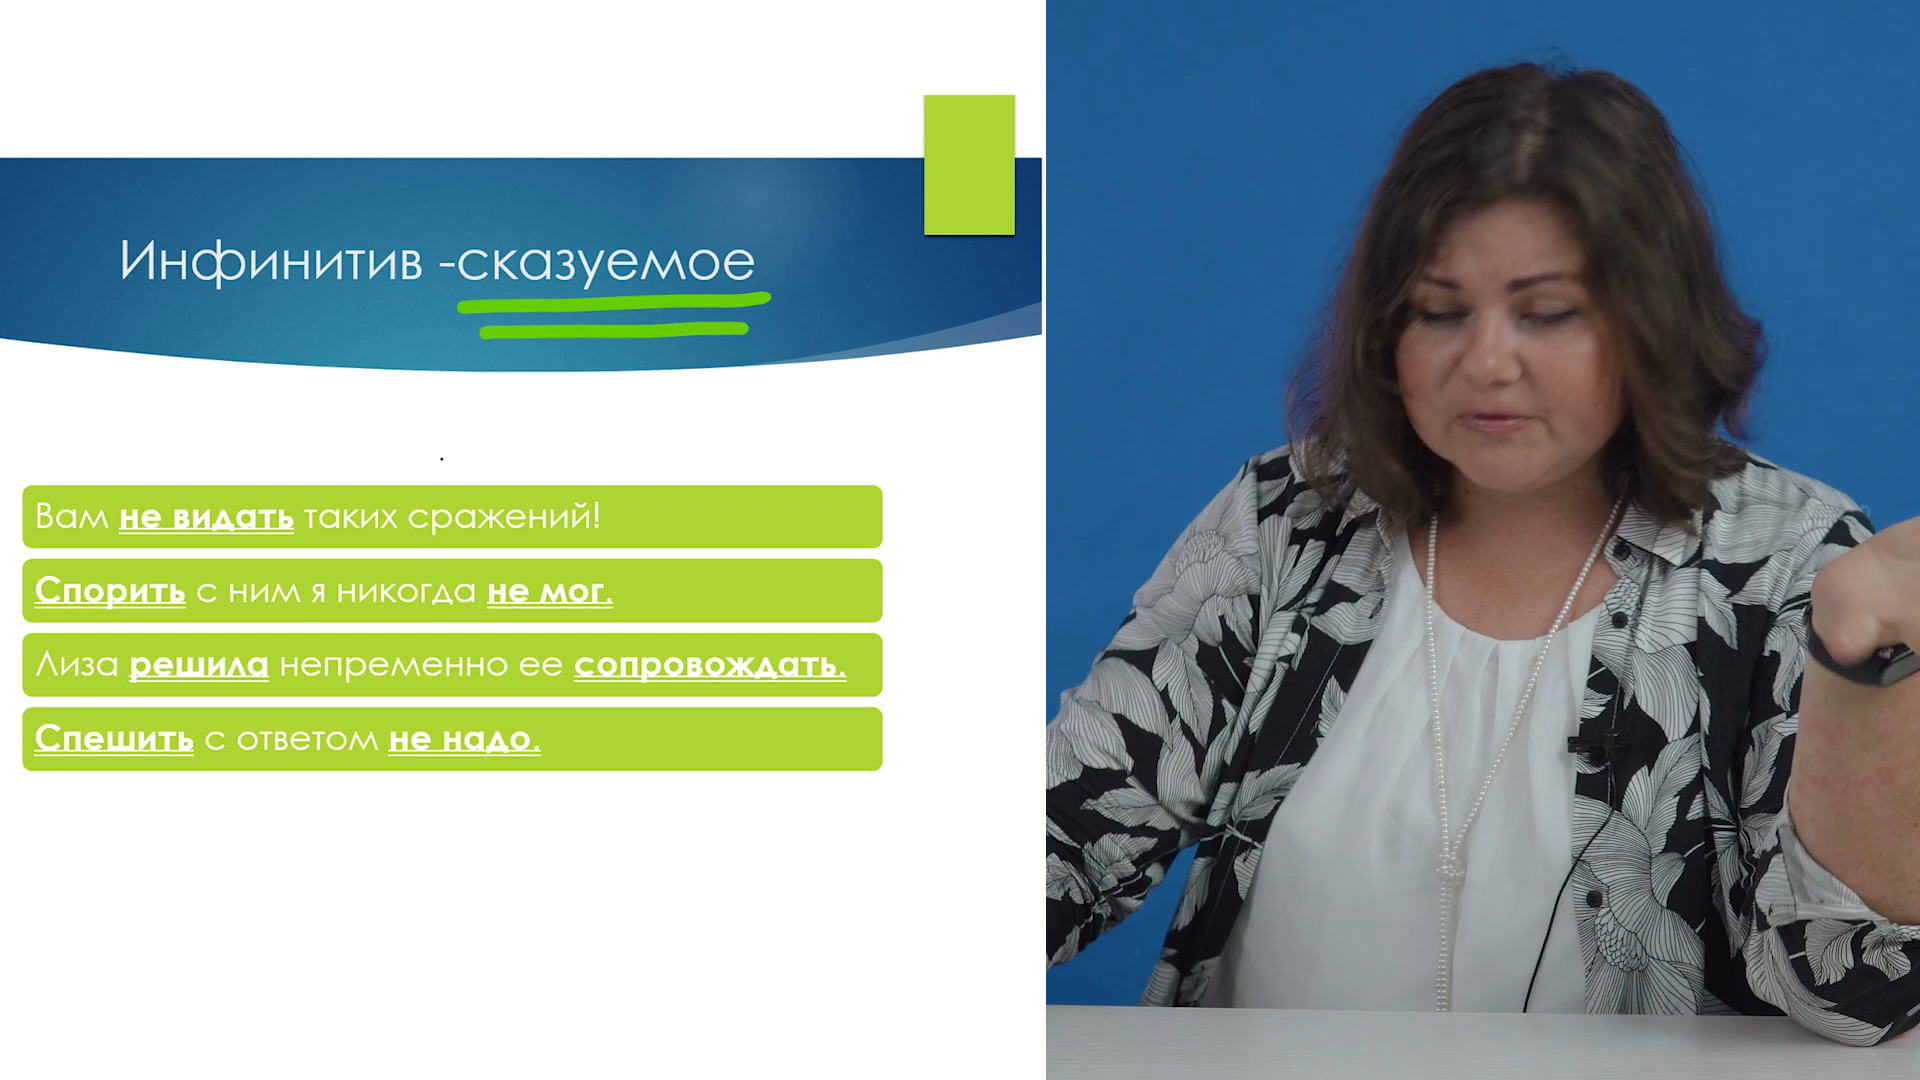 Инфинитив -сказуемое
.
Вам не видать таких сражений!
Спорить с ним я никогда не мог.
Лиза решила непременно ее сопровождать.
Спешить с ответом не надо.